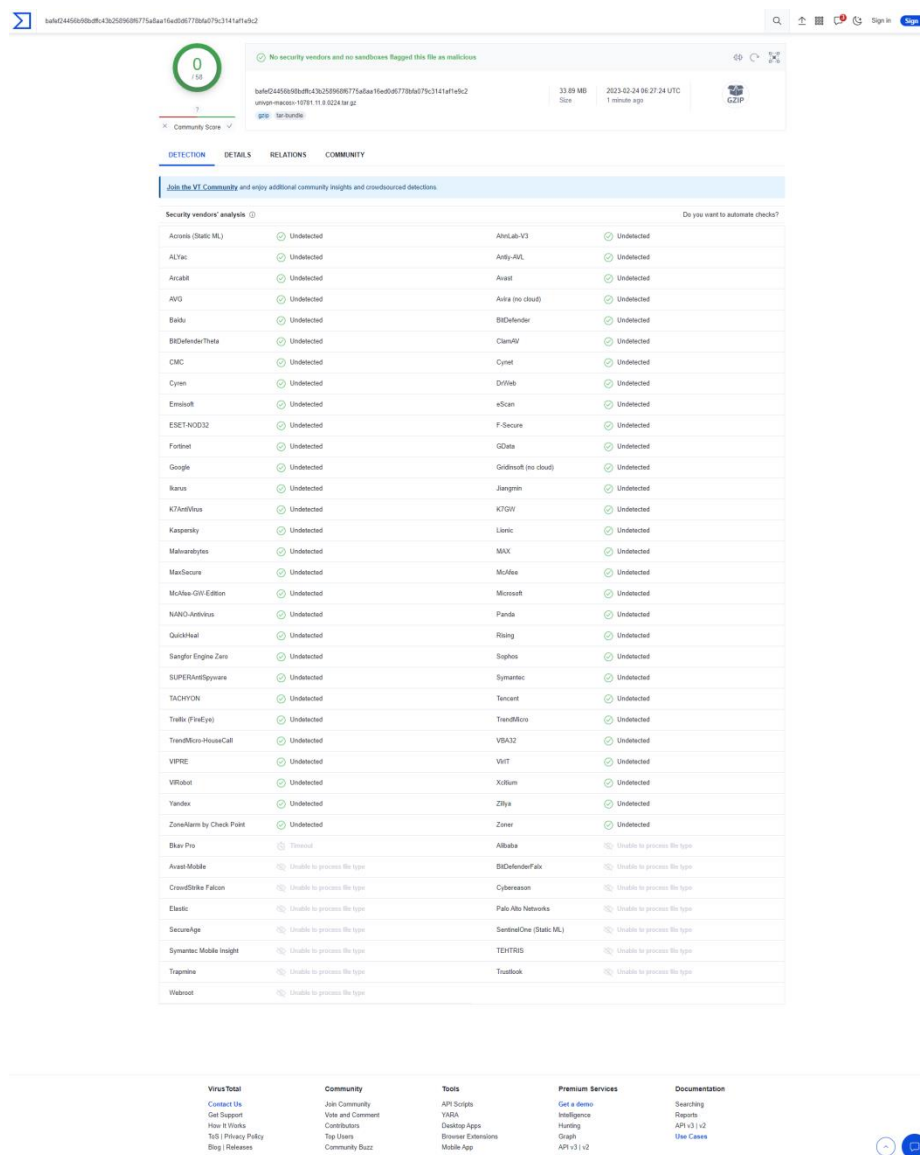 Sign in Sign
3
0
/ 58
?
Community Score
No security vendors and no sandboxes flagged this file as malicious
univpn-macosx-10781.11.0.0224.tar.gz
gzip tar-bundle
33.89 MB
Size
2023-02-24 06:27:24 UTC
1 minute ago
GZIP
DETECTION DETAILS RELATIONS COMMUNITY
Join the VT Community and enjoy additional community insights and crowdsourced detections.
Security vendors' analysis Do you want to automate checks?
Acronis (Static ML) Undetected AhnLab-V3 Undetected
ALYac Undetected Antiy-AVL Undetected
Arcabit Undetected Avast Undetected
AVG Undetected Avira (no cloud) Undetected
Baidu Undetected BitDefender Undetected
BitDefenderTheta Undetected ClamAV Undetected
CMC Undetected Cynet Undetected
Cyren Undetected DrWeb Undetected
Emsisoft Undetected eScan Undetected
ESET-NOD32 Undetected F-Secure Undetected
Fortinet Undetected GData Undetected
Google Undetected Gridinsoft (no cloud) Undetected
Ikarus Undetected Jiangmin Undetected
K7AntiVirus Undetected K7GW Undetected
Kaspersky Undetected Lionic Undetected
Malwarebytes Undetected MAX Undetected
MaxSecure Undetected McAfee Undetected
McAfee-GW-Edition Undetected Microsoft Undetected
NANO-Antivirus Undetected Panda Undetected
QuickHeal Undetected Rising Undetected
Sangfor Engine Zero Undetected Sophos Undetected
SUPERAntiSpyware Undetected Symantec Undetected
TACHYON Undetected Tencent Undetected
Trellix (FireEye) Undetected TrendMicro Undetected
TrendMicro-HouseCall Undetected VBA32 Undetected
VIPRE Undetected VirIT Undetected
ViRobot Undetected Xcitium Undetected
Yandex Undetected Zillya Undetected
ZoneAlarm by Check Point Undetected Zoner Undetected
Bkav Pro Timeout Alibaba Unable to process file type
Avast-Mobile Unable to process file type BitDefenderFalx Unable to process file type
CrowdStrike Falcon Unable to process file type Cybereason Unable to process file type
Elastic Unable to process file type Palo Alto Networks Unable to process file type
SecureAge Unable to process file type SentinelOne (Static ML) Unable to process file type
Symantec Mobile Insight Unable to process file type TEHTRIS Unable to process file type
Trapmine Unable to process file type Trustlook Unable to process file type
Webroot Unable to process file type
VirusTotal Community Tools Premium Services Documentation
Contact Us Join Community API Scripts Get a demo Searching
Get Support Vote and Comment YARA Intelligence Reports
How It Works Contributors Desktop Apps Hunting API v3 | v2
ToS | Privacy Policy Top Users Browser Extensions Graph Use Cases
Blog | Releases Community Buzz Mobile App API v3 | v2